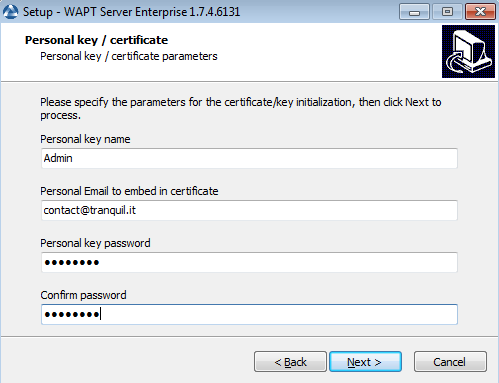 Setup - WAPT Server Enterprise 1.7.4.6131
Personal key / certificate
Personal key / certificate parameters
Please specify the parameters for the certificate/key initialization, then click Next to
process.
Personal key name
Admin
Personal Email to embed in certificate
contact@tranquil.it
Personal key password
●●●●●●●●
Confirm password
●●●●●●●●
< Back
Next >
Cancel